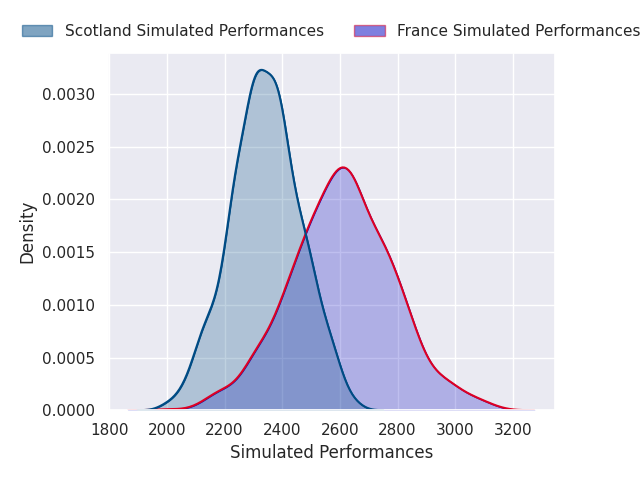 Scotland Simulated Performances France Simulated Performances
0.0030
0.0025
0.0020
0.0015
0.0010
0.0005
0.0000
Density
1800 2000 2200 2400 2600 2800 3000 3200
Simulated Performances